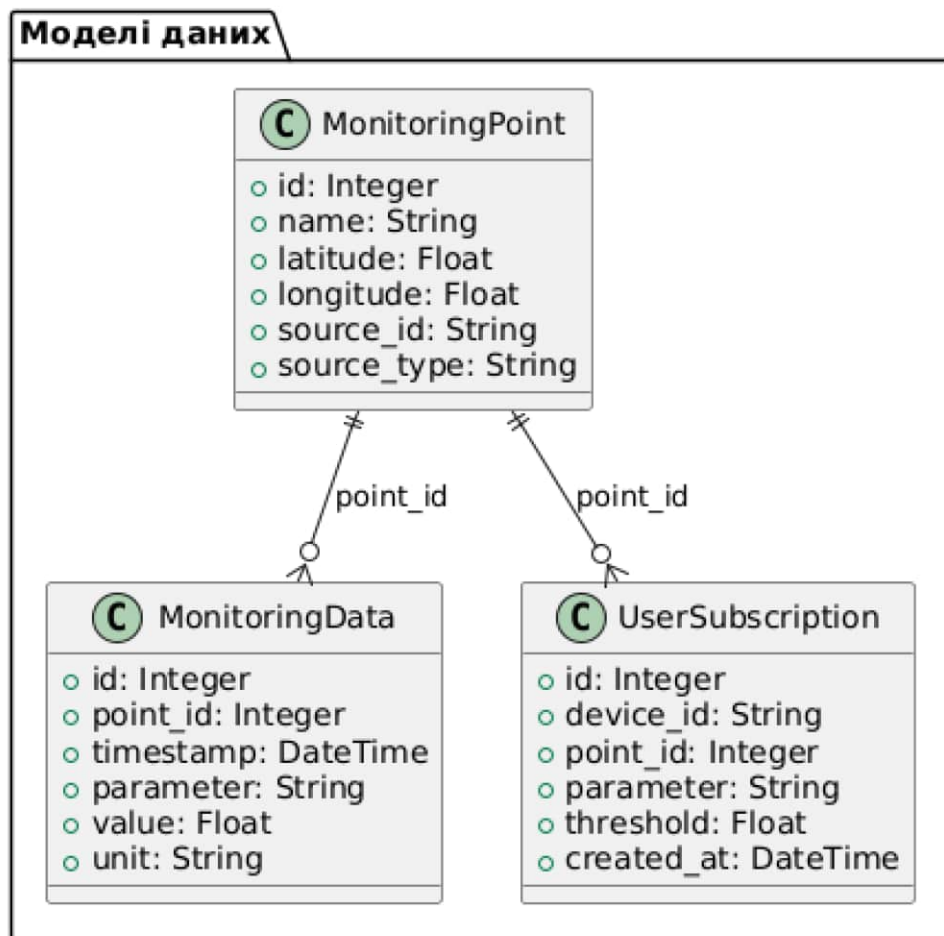 Моделі даних
C MonitoringPoint
id: Integer
name: String
latitude: Float
longitude: Float
source_id: String
source_type: String
point_id
point_id
C MonitoringData
id: Integer
point_id: Integer
timestamp: DateTime
parameter: String
value: Float
unit: String
C UserSubscription
id: Integer
device_id: String
point_id: Integer
parameter: String
threshold: Float
created_at: DateTime